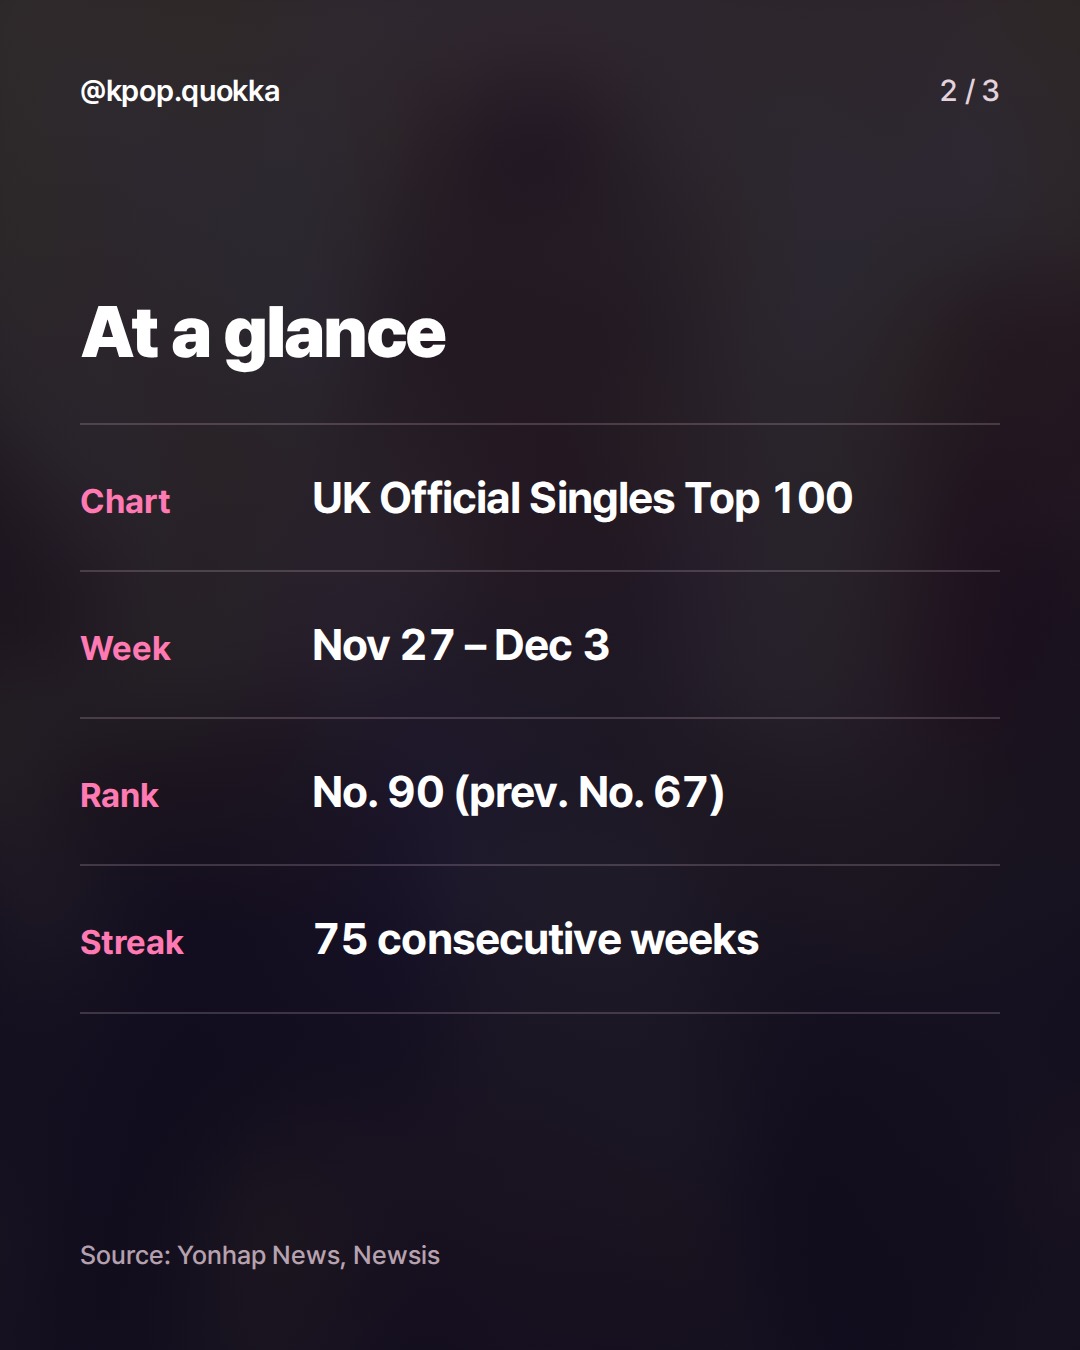 @kpop.quokka
2 / 3
At a glance
Chart UK Official Singles Top 100
Week Nov 27 – Dec 3
Rank No. 90 (prev. No. 67)
Streak 75 consecutive weeks
Source: Yonhap News, Newsis